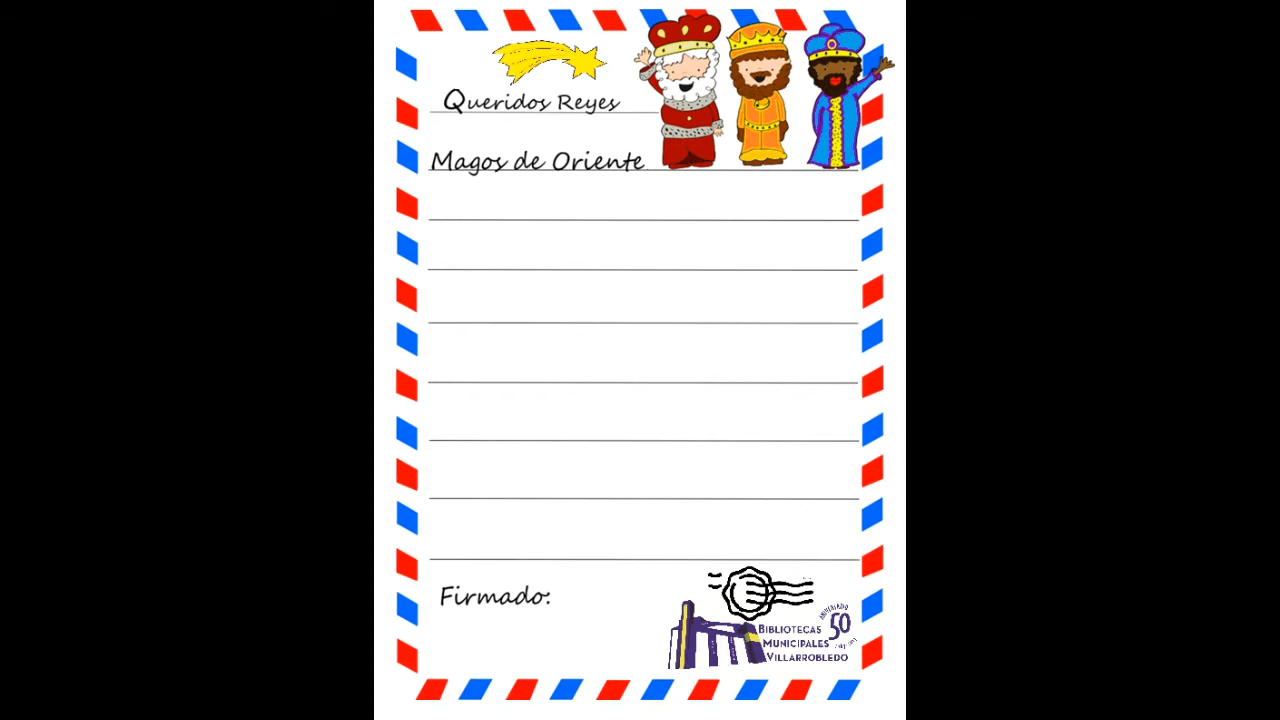 Queridos Reyes
Magos de Oriente
Firmado:
ANIVERSARIO
50
BIBLIOTECAS
MUNICIPALES
VILLARROBLEDO